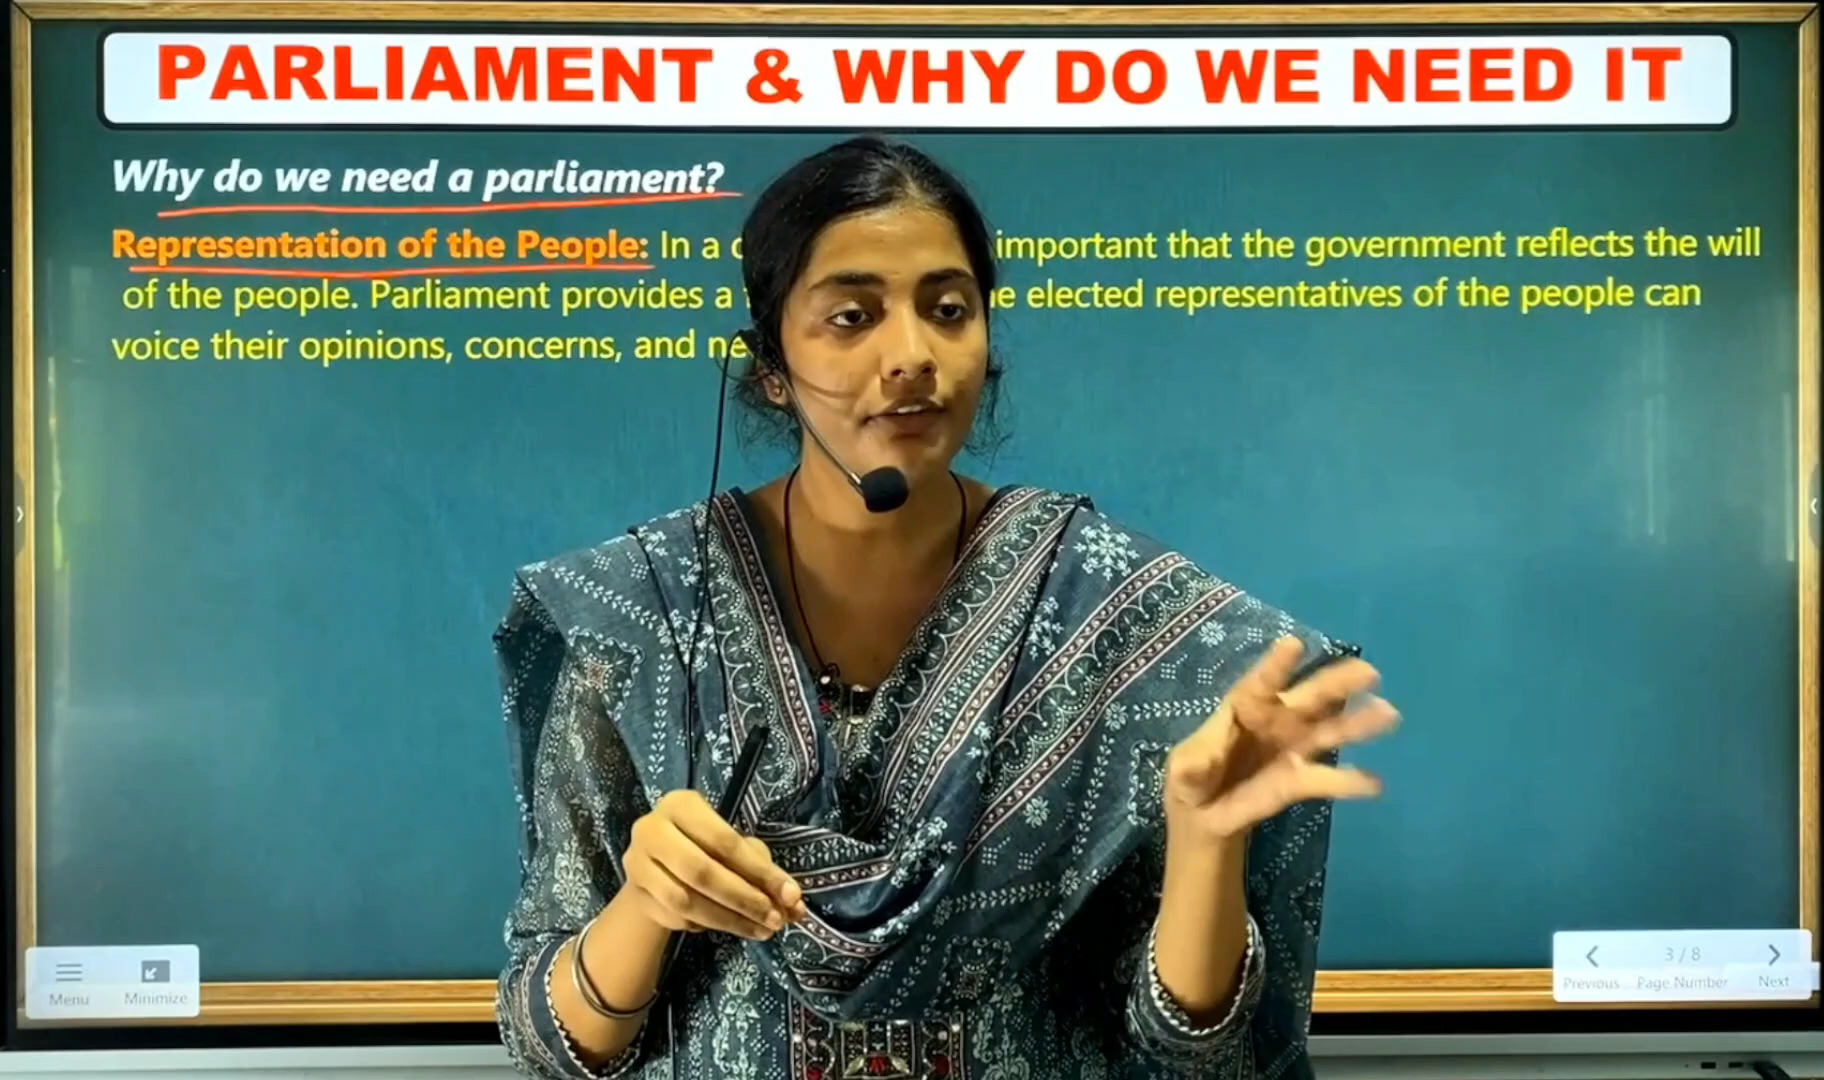 PARLIAMENT & WHY DO WE NEED IT
Why do we need a parliament?
Representation of the People: In a important that the government reflects the will
of the people. Parliament provides a elected representatives of the people can
voice their opinions, concerns, and
Menu Minimize
3 / 8
Previous Page Number Next